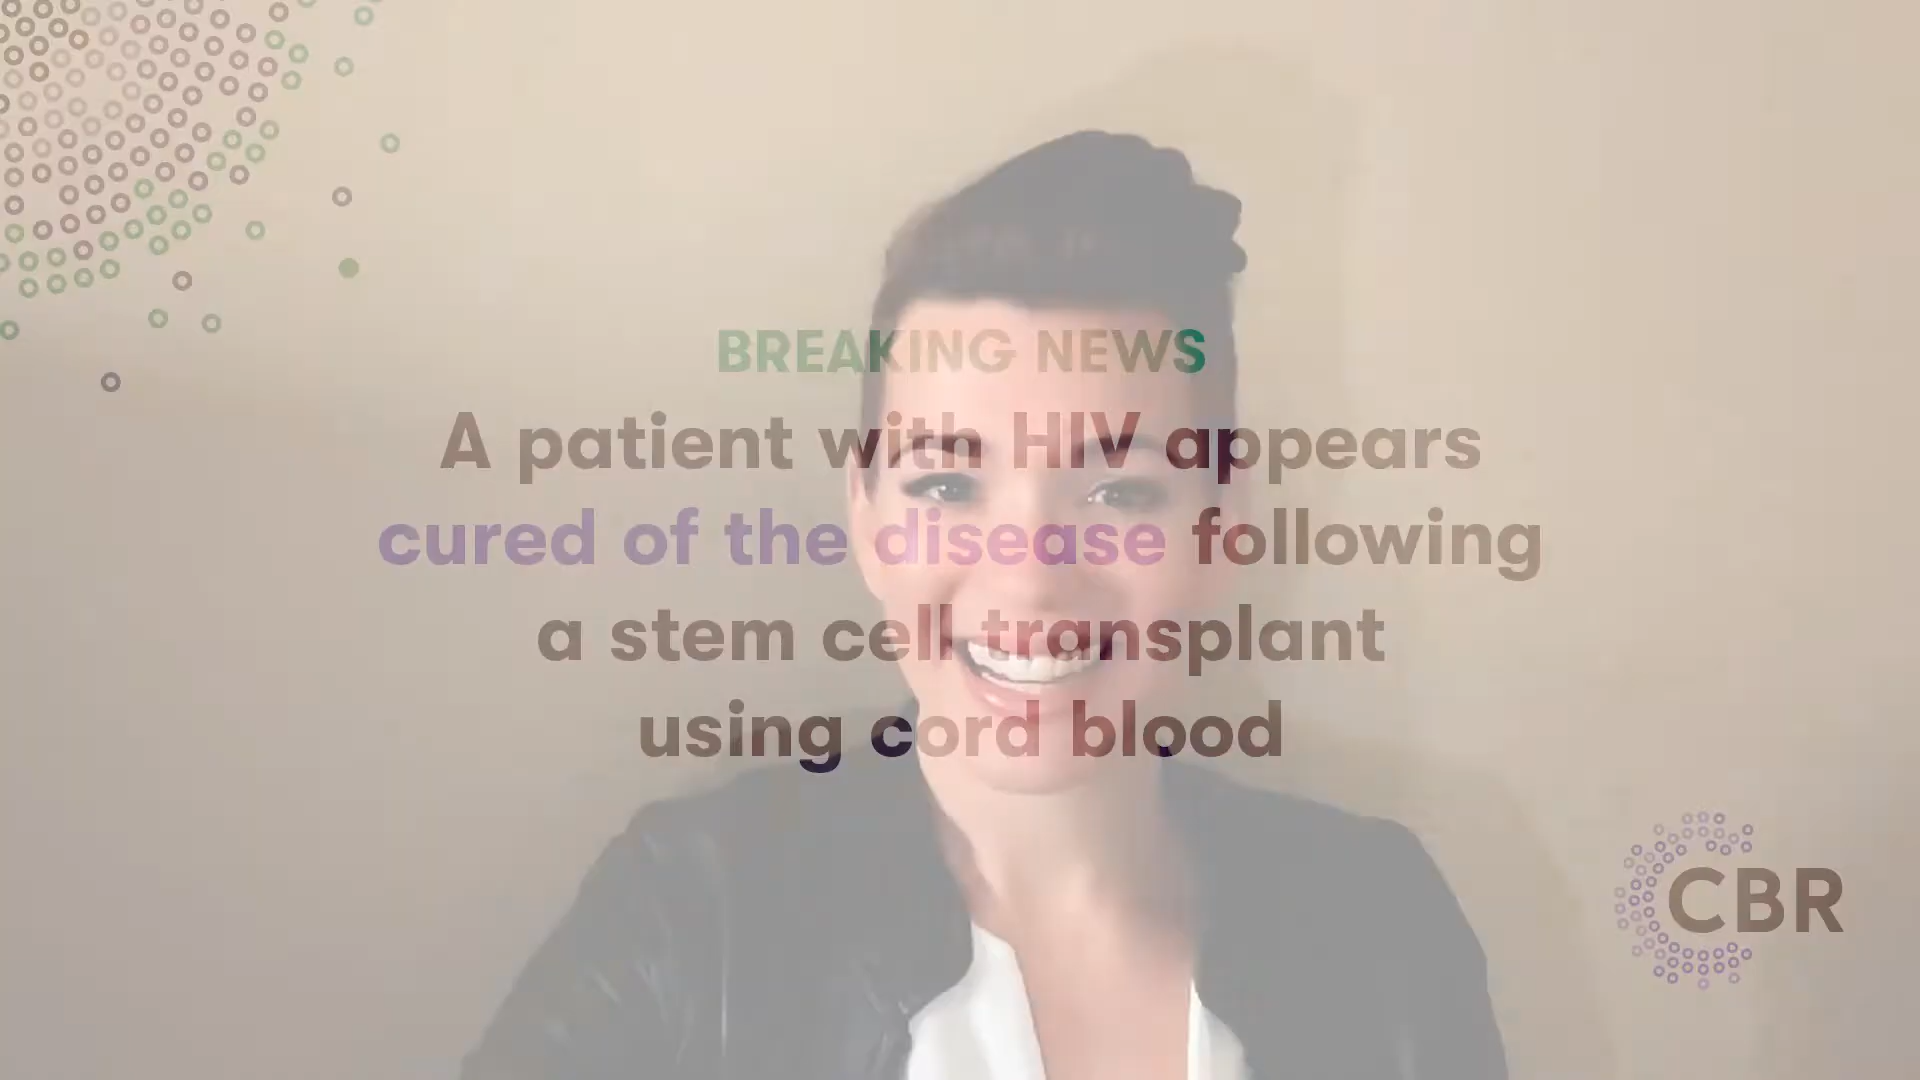 BREAKING NEWS
A patient with HIV appears
cured of the disease following
a stem cell transplant
using cord blood
CBR